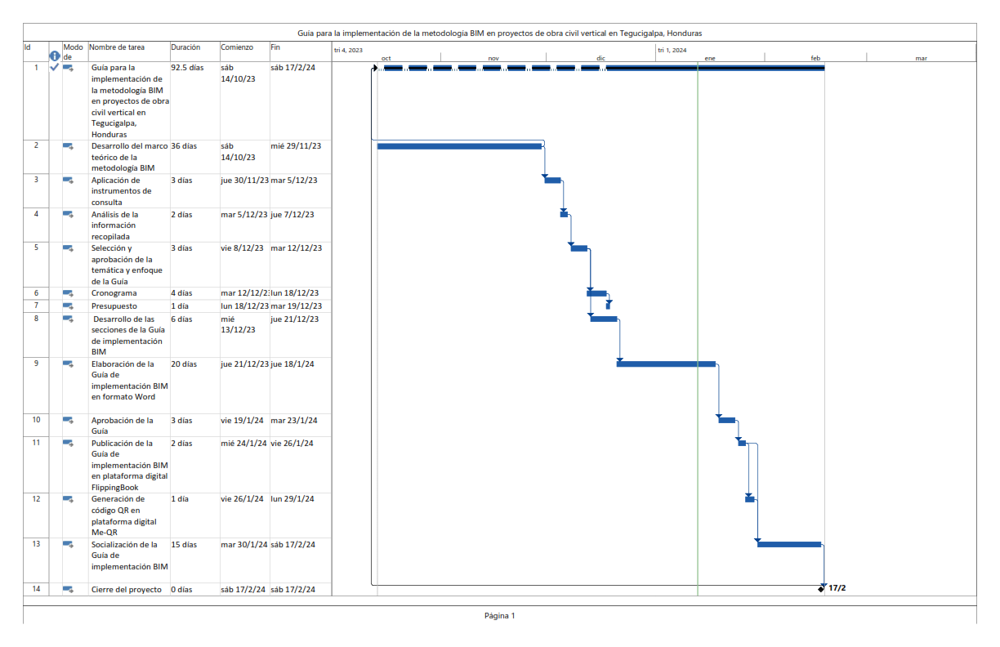 Guía para la implementación de la metodología BIM en proyectos de obra civil vertical en Tegucigalpa, Honduras
Id Modo de Nombre de tarea Duración Comienzo Fin
tri 4, 2023 tri 1, 2024
oct nov dic ene feb mar
1 Guía para la 92.5 días sáb sáb 17/2/24
implementación de 14/10/23
la metodología BIM
en proyectos de obra
civil vertical en
Tegucigalpa,
Honduras
2 Desarrollo del marco 36 días sáb mié 29/11/23
teórico de la 14/10/23
metodología BIM
3 Aplicación de 3 días jue 30/11/23 mar 5/12/23
instrumentos de
consulta
4 Análisis de la 2 días mar 5/12/23 jue 7/12/23
información
recopilada
5 Selección y 3 días vie 8/12/23 mar 12/12/23
aprobación de la
temática y enfoque
de la Guía
6 Cronograma 4 días mar 12/12/23 lun 18/12/23
7 Presupuesto 1 día lun 18/12/23 mar 19/12/23
8 Desarrollo de las 6 días mié jue 21/12/23
secciones de la Guía 13/12/23
de implementación
BIM
9 Elaboración de la 20 días jue 21/12/23 jue 18/1/24
Guía de
implementación BIM
en formato Word
10 Aprobación de la 3 días vie 19/1/24 mar 23/1/24
Guía
11 Publicación de la 2 días mié 24/1/24 vie 26/1/24
Guía de
implementación BIM
en plataforma digital
FlippingBook
12 Generación de 1 día vie 26/1/24 lun 29/1/24
código QR en
plataforma digital
Me-QR
13 Socialización de la 15 días mar 30/1/24 sáb 17/2/24
Guía de
implementación BIM
14 Cierre del proyecto 0 días sáb 17/2/24 sáb 17/2/24
17/2
Página 1